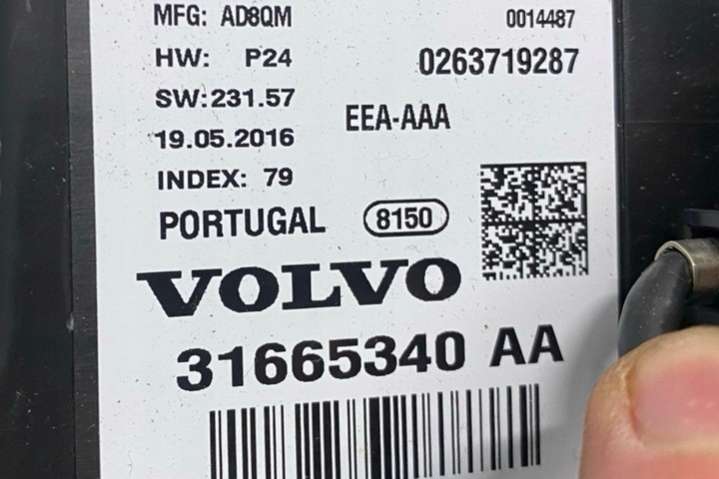 MFG: AD8QM 0014487
HW: P24 0263719287
SW:231.57
EEA-AAA
19.05.2016
INDEX: 79
PORTUGAL 8150
VOLVO
31665340 AA